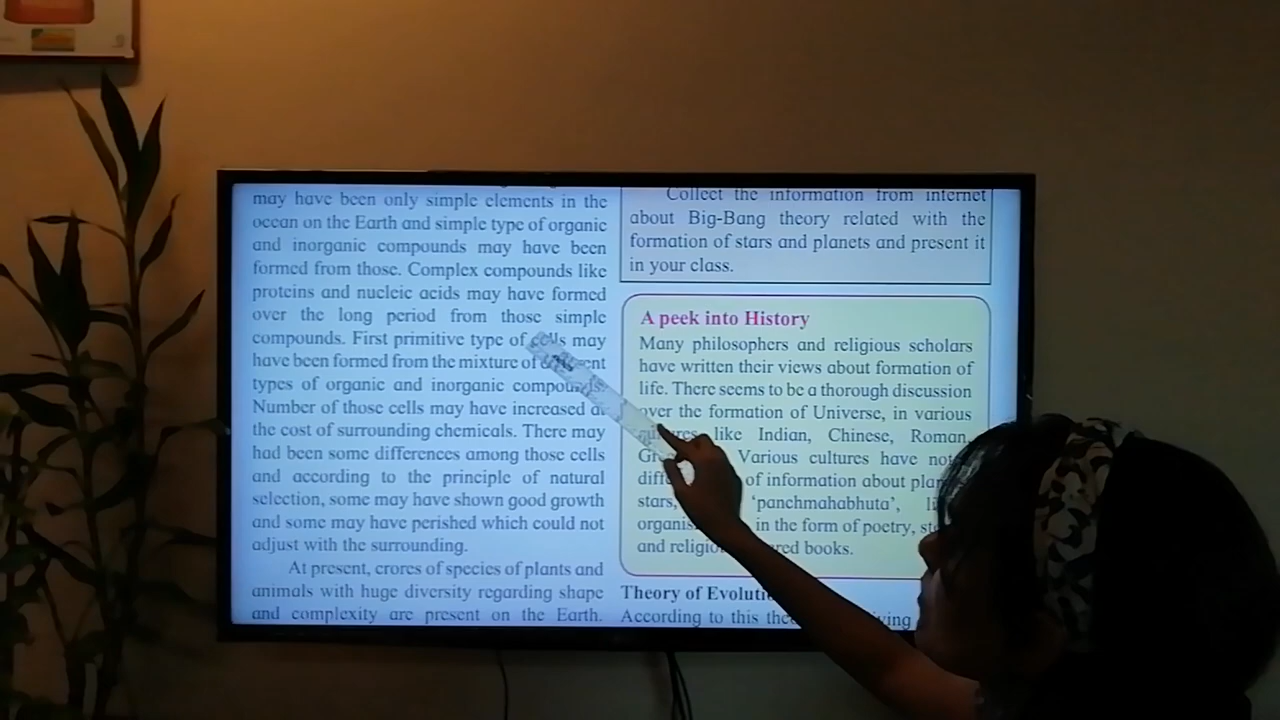 may have been only simple elements in the
ocean on the Earth and simple type of organic
and inorganic compounds may have been
formed from those. Complex compounds like
proteins and nucleic acids may have formed
over the long period from those simple
compounds. First primitive type of cells may
have been formed from the mixture of
types of organic and inorganic compounds.
Number of those cells may have increased at
the cost of surrounding chemicals. There may
had been some differences among those cells
and according to the principle of natural
selection, some may have shown good growth
and some may have perished which could not
adjust with the surrounding.
At present, crores of species of plants and
animals with huge diversity regarding shape
and complexity are present on the Earth.
Collect the information from internet
about Big-Bang theory related with the
formation of stars and planets and present it
in your class.
A peek into History
Many philosophers and religious scholars
have written their views about formation of
life. There seems to be a thorough discussion
over the formation of Universe, in various
like Indian, Chinese, Roman,
Various cultures have
of information about
stars, 'panchmahabhuta',
in the form of poetry,
and books.
Theory of Evolution
According to this